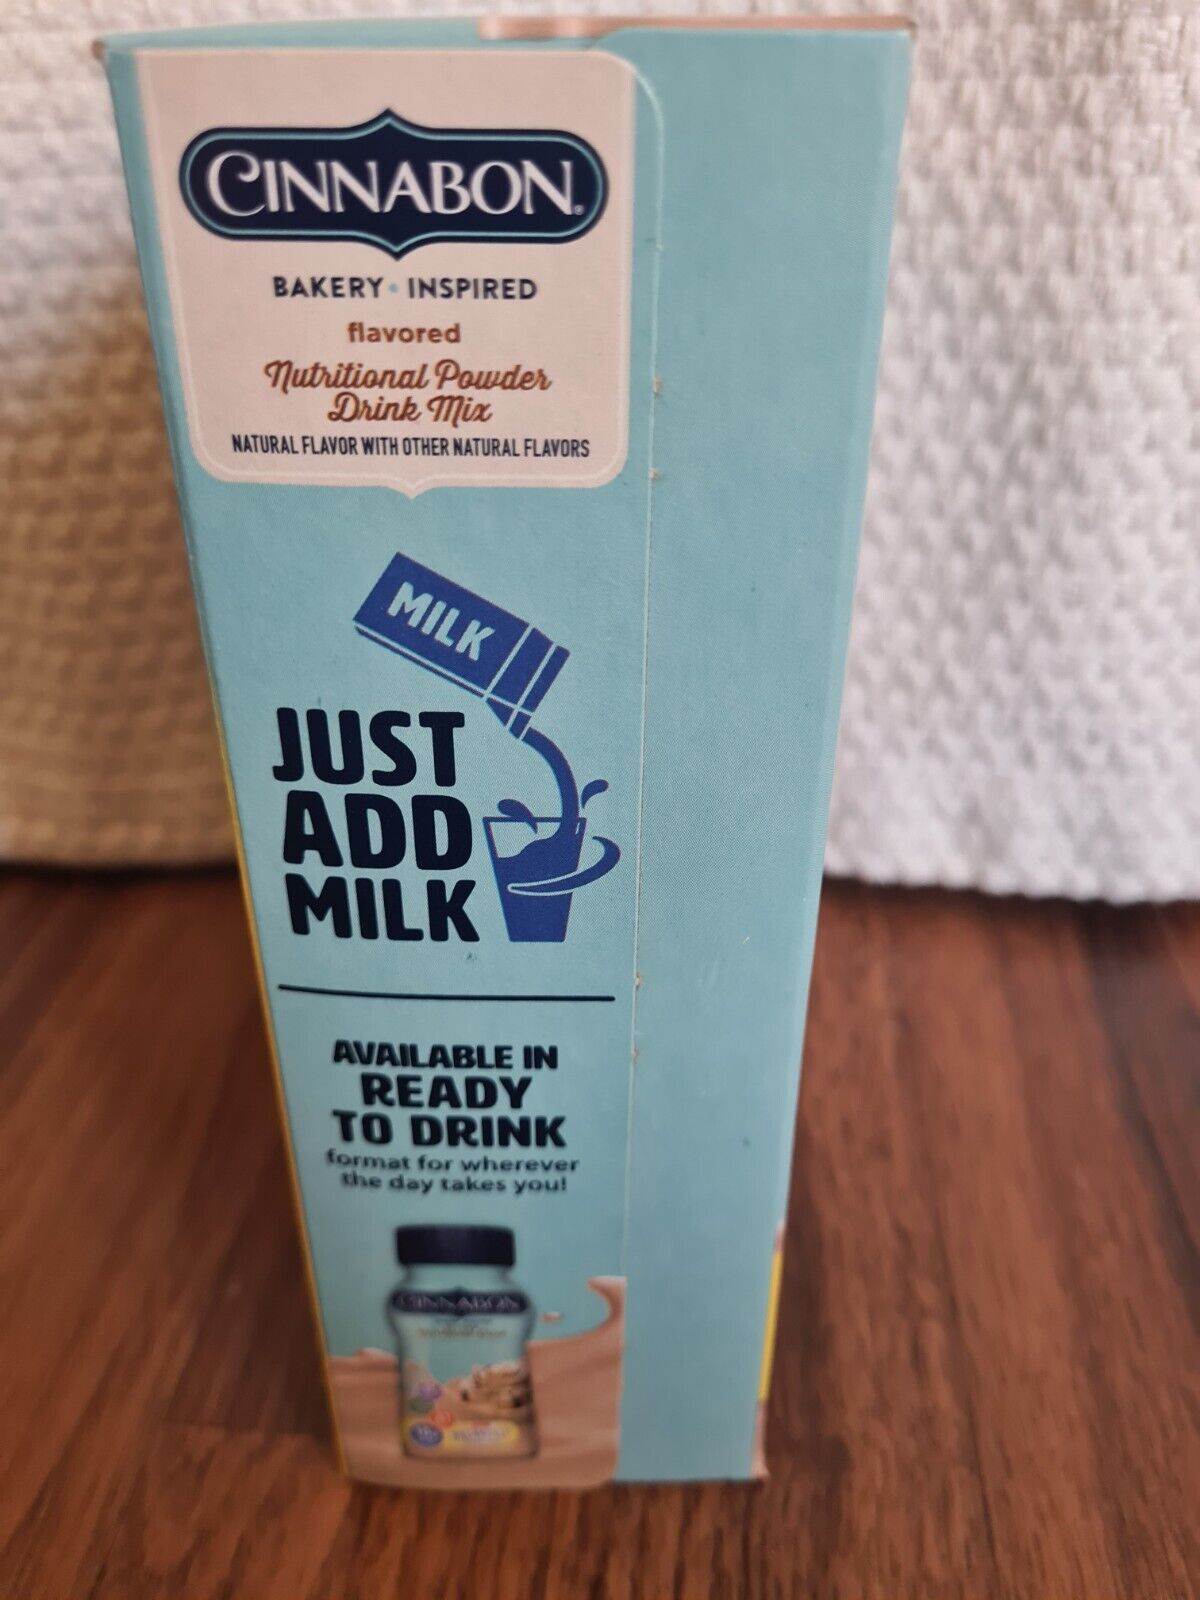 CINNABON®
BAKERY • INSPIRED
flavored
Nutritional Powder
Drink Mix
NATURAL FLAVOR WITH OTHER NATURAL FLAVORS
MILK
JUST
ADD
MILK
AVAILABLE IN
READY
TO DRINK
format for wherever
the day takes you!
CINNABON